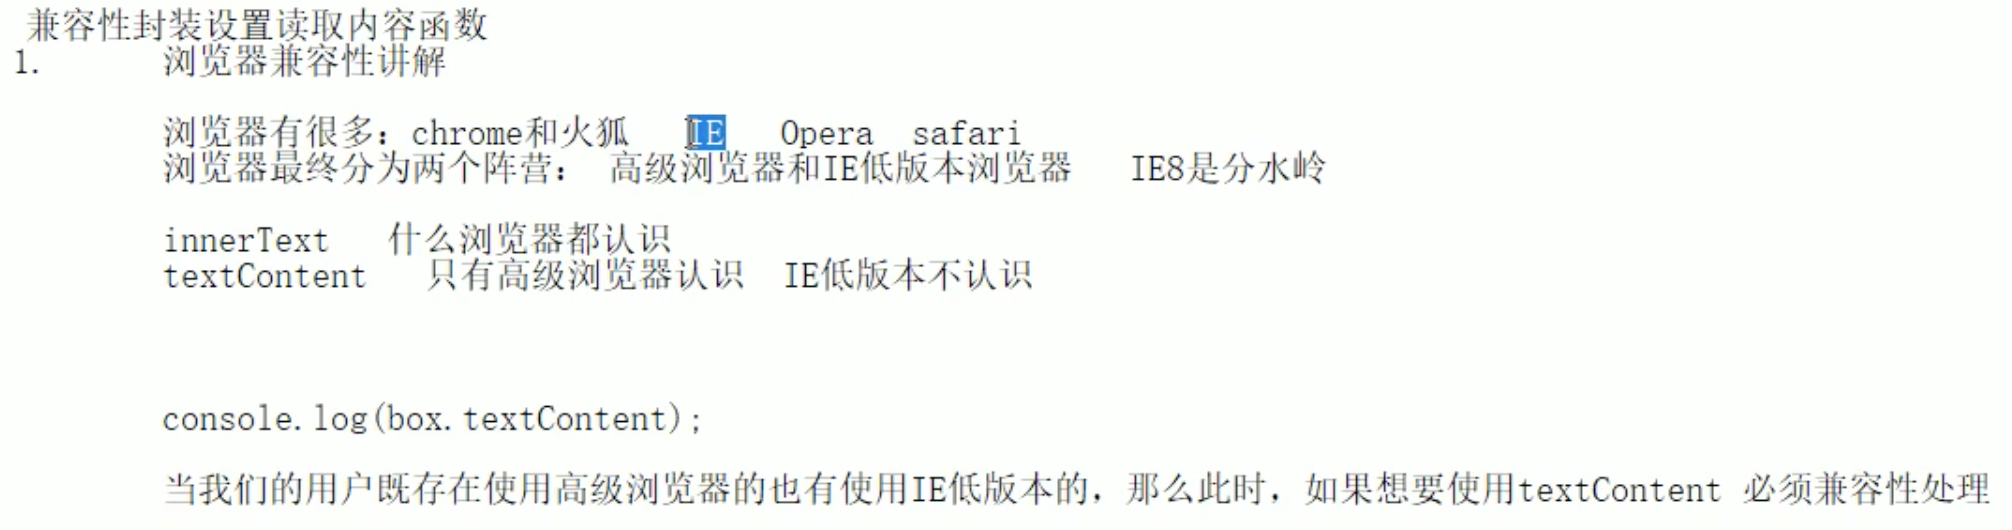 兼容性封装设置读取内容函数
1. 浏览器兼容性讲解
浏览器有很多：chrome和火狐 IE Opera safari
浏览器最终分为两个阵营： 高级浏览器和IE低版本浏览器 IE8是分水岭
innerText 什么浏览器都认识
textContent 只有高级浏览器认识 IE低版本不认识
console.log(box.textContent);
当我们的用户既存在使用高级浏览器的也有使用IE低版本的，那么此时，如果想要使用textContent 必须兼容性处理